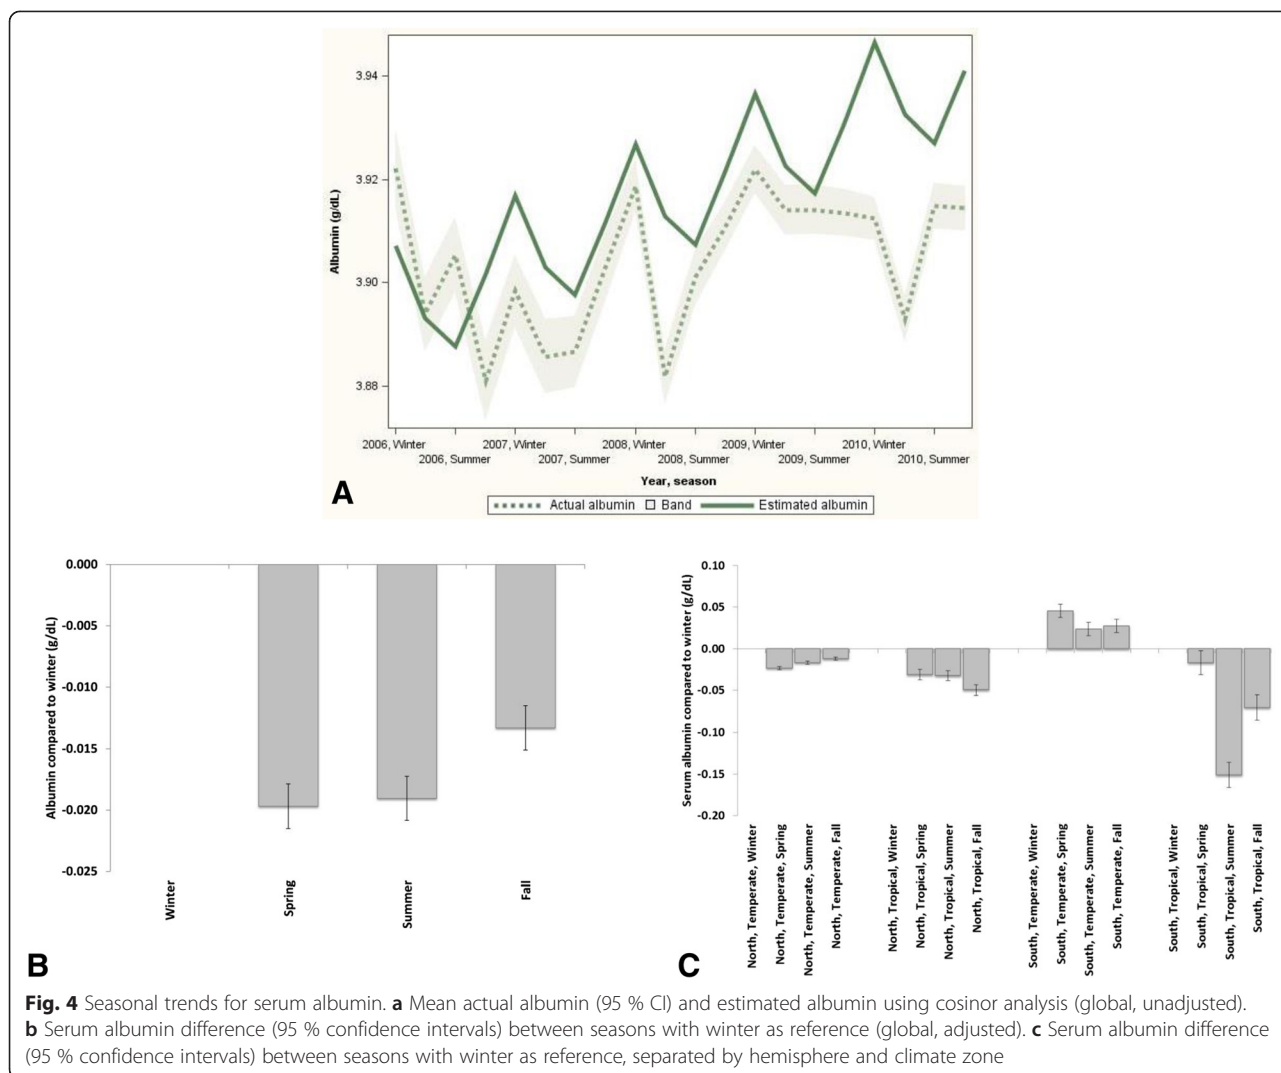 3.94
3.92
3.90
3.88
Albumin (g/dL)
2006, Winter 2007, Winter 2008, Winter 2009, Winter 2010, Winter
2006, Summer 2007, Summer 2008, Summer 2009, Summer 2010, Summer
Year, season
A
Actual albumin Band Estimated albumin
0.000
-0.005
-0.010
-0.015
-0.020
-0.025
Albumin compared to winter (g/dL)
Winter
Spring
Summer
Fall
B
0.10
0.05
0.00
-0.05
-0.10
-0.15
-0.20
Serum albumin compared to winter (g/dL)
North, Temperate, Winter
North, Temperate, Spring
North, Temperate, Summer
North, Temperate, Fall
North, Tropical, Winter
North, Tropical, Spring
North, Tropical, Summer
North, Tropical, Fall
South, Temperate, Winter
South, Temperate, Spring
South, Temperate, Summer
South, Temperate, Fall
South, Tropical, Winter
South, Tropical, Spring
South, Tropical, Summer
South, Tropical, Fall
C
Fig. 4 Seasonal trends for serum albumin. a Mean actual albumin (95 % CI) and estimated albumin using cosinor analysis (global, unadjusted).
b Serum albumin difference (95 % confidence intervals) between seasons with winter as reference (global, adjusted). c Serum albumin difference
(95 % confidence intervals) between seasons with winter as reference, separated by hemisphere and climate zone